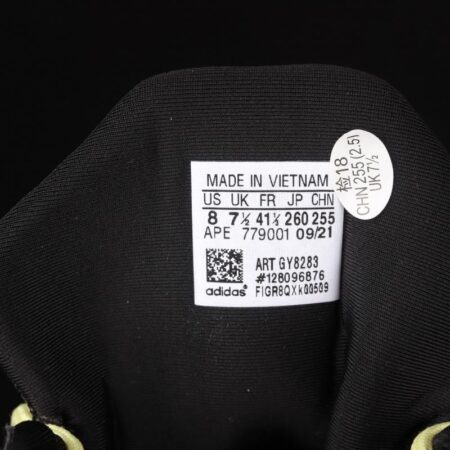 MADE IN VIETNAM
US UK FR JP CHN
8 7½ 41⅓ 260 255
APE 779001 09/21
ART GY8283
#128096876
adidas FIGRBQXk00509
检18
CHN 255 (2.5)
UK 7½